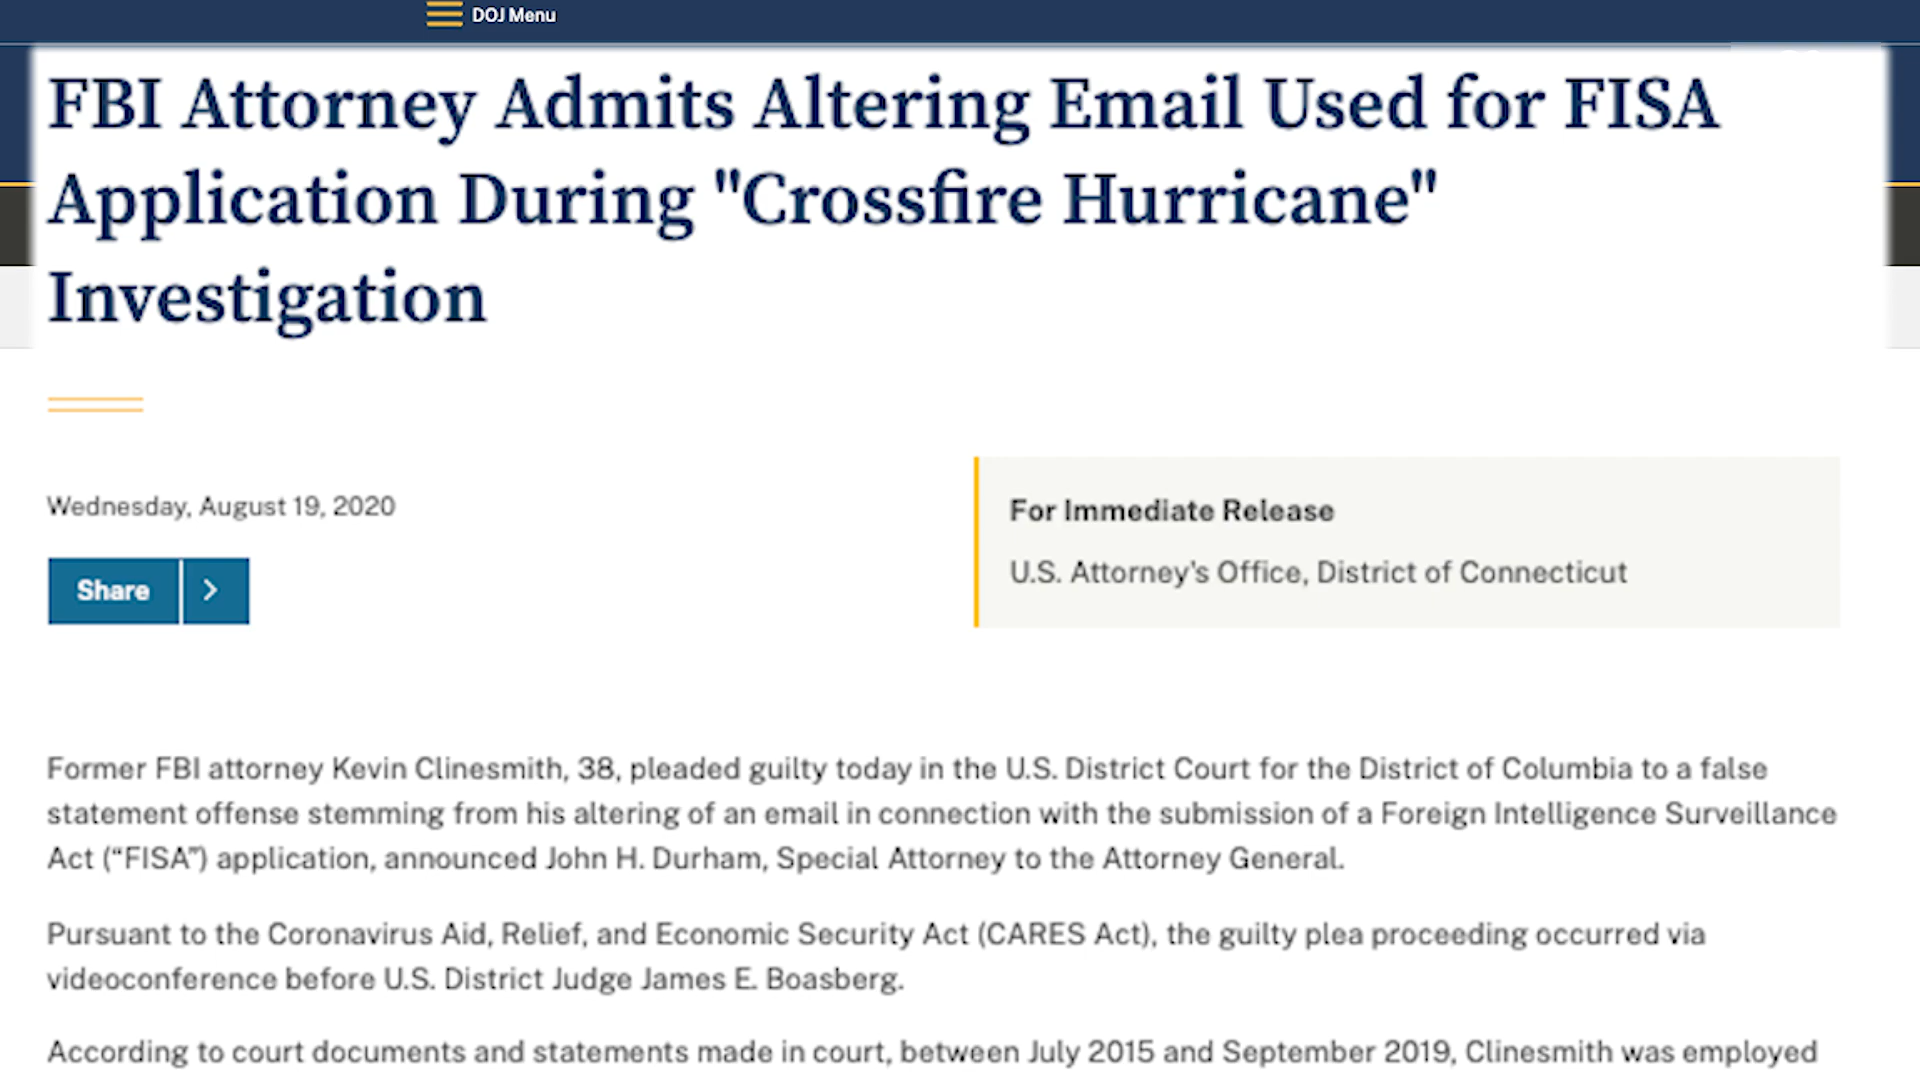 DOJ Menu
FBI Attorney Admits Altering Email Used for FISA
Application During "Crossfire Hurricane"
Investigation
Wednesday, August 19, 2020
For Immediate Release
U.S. Attorney's Office, District of Connecticut
Share
Former FBI attorney Kevin Clinesmith, 38, pleaded guilty today in the U.S. District Court for the District of Columbia to a false
statement offense stemming from his altering of an email in connection with the submission of a Foreign Intelligence Surveillance
Act (“FISA”) application, announced John H. Durham, Special Attorney to the Attorney General.
Pursuant to the Coronavirus Aid, Relief, and Economic Security Act (CARES Act), the guilty plea proceeding occurred via
videoconference before U.S. District Judge James E. Boasberg.
According to court documents and statements made in court, between July 2015 and September 2019, Clinesmith was employed